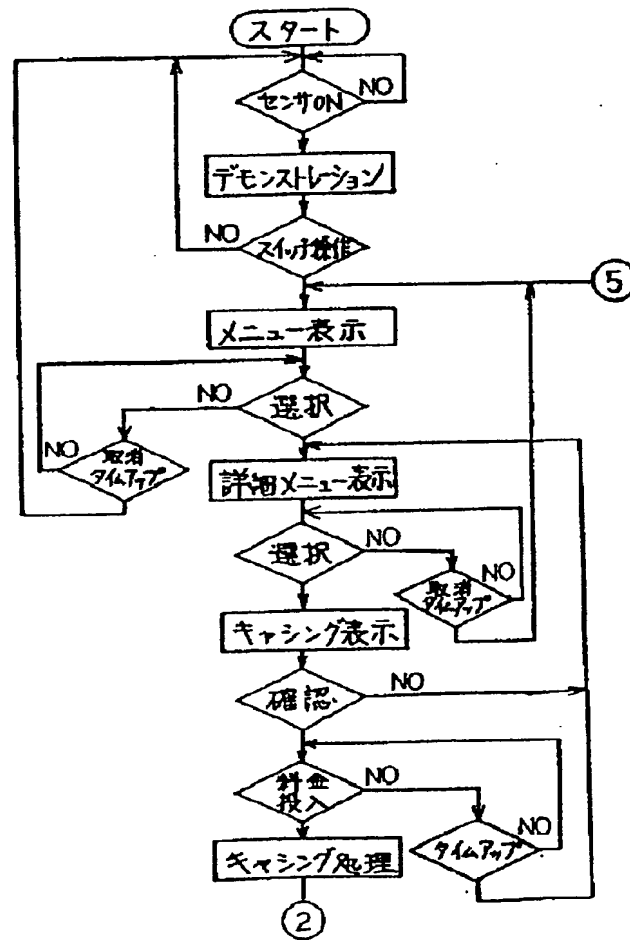 スタート
NO
センサON
デモンストレーション
NO
スイッチ操作
5
メニュー表示
NO
選択
NO
取消
タイムアップ
詳細メニュー表示
選択
NO
取消
タイムアップ
NO
キャシング表示
確認
NO
料金
投入
NO
タイムアップ
NO
キャシング処理
2